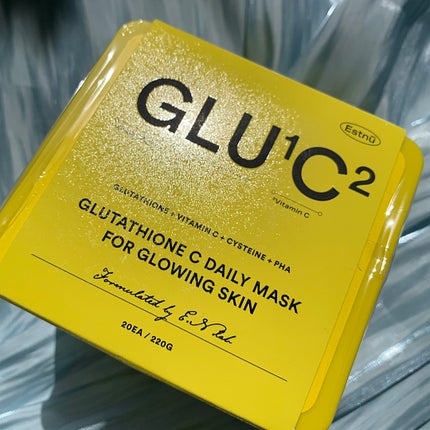 Estnü
GLU¹C²
*Vitamin C
GLUTATHIONE + VITAMIN C + CYSTEINE + PHA
GLUTATHIONE C DAILY MASK
FOR GLOWING SKIN
Formulated by E.N lab.
20EA / 220G